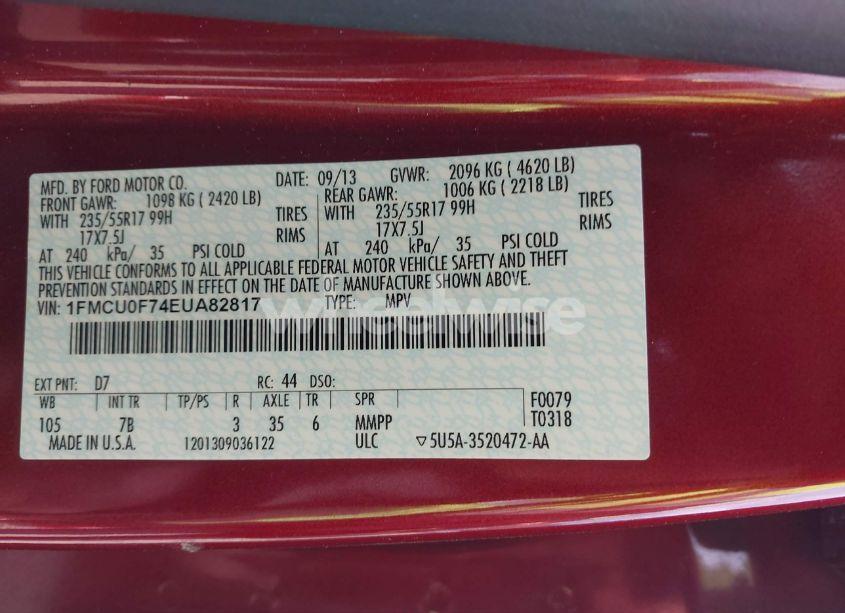 MFD. BY FORD MOTOR CO. DATE: 09/13 GVWR: 2096 KG ( 4620 LB)
FRONT GAWR: 1098 KG ( 2420 LB) REAR GAWR: 1006 KG ( 2218 LB)
WITH 235/55R17 99H TIRES WITH 235/55R17 99H TIRES
17X7.5J RIMS 17X7.5J RIMS
AT 240 kPa/ 35 PSI COLD AT 240 kPa/ 35 PSI COLD
THIS VEHICLE CONFORMS TO ALL APPLICABLE FEDERAL MOTOR VEHICLE SAFETY AND THEFT
PREVENTION STANDARDS IN EFFECT ON THE DATE OF MANUFACTURE SHOWN ABOVE.
VIN: 1FMCU0F74EUA82817 TYPE: MPV
wheelwise
EXT PNT: D7 RC: 44 DSO:
WB INT TR TP/PS R AXLE TR SPR F0079
105 7B 3 35 6 MMPP T0318
MADE IN U.S.A. 1201309036122 ULC ▽5U5A-3520472-AA